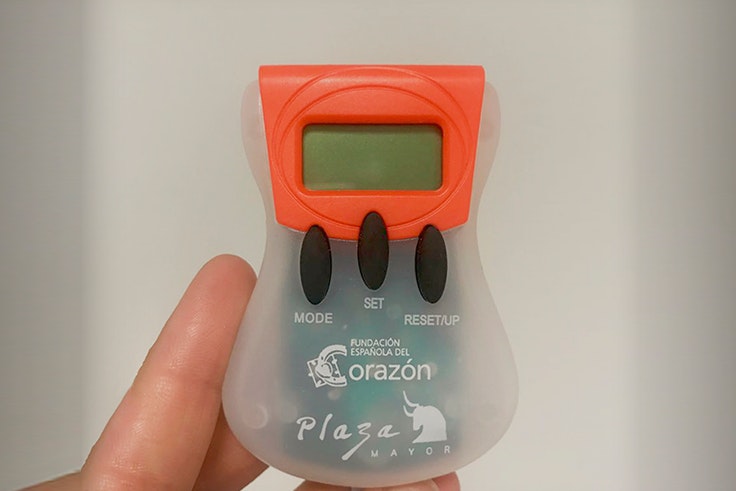 MODE
SET
RESET/UP
FUNDACIÓN
ESPAÑOLA DEL
Corazón
Plaza
MAYOR